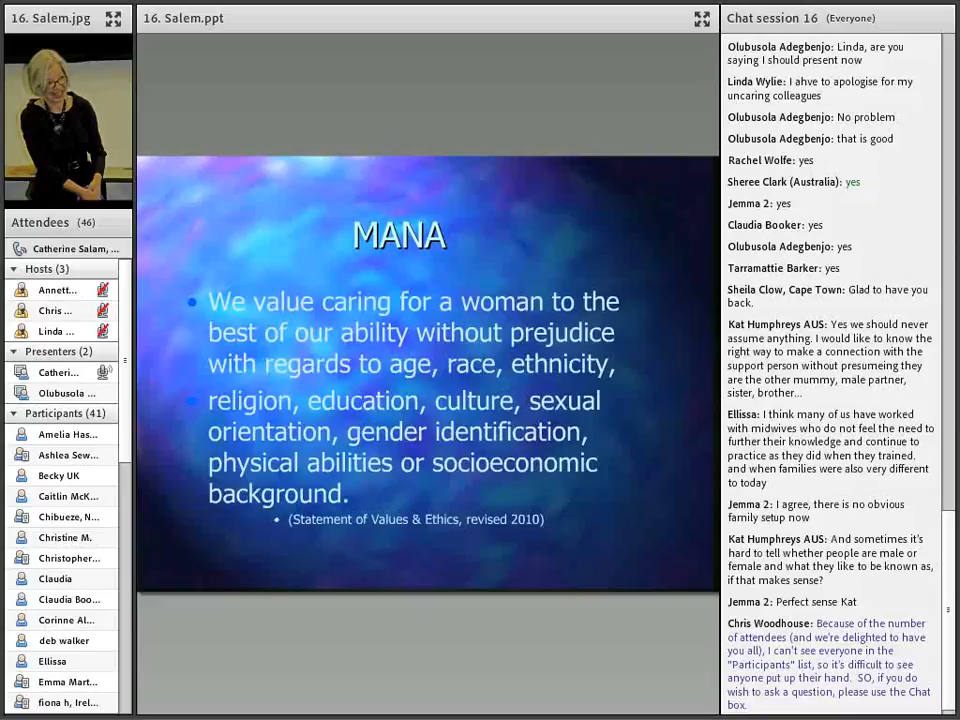 16. Salem.jpg
Attendees (46)
Catherine Salam, ...
Hosts (3)
Annett...
Chris ...
Linda ...
Presenters (2)
Catheri...
Olubusola ...
Participants (41)
Amelia Has...
Ashlea Sew...
Becky UK
Caitlin McK...
Chibueze, N...
Christine M.
Christopher...
Claudia
Claudia Boo...
Corinne Al...
deb walker
Ellissa
Emma Mart...
fiona h, Irel...
16. Salem.ppt
MANA
• We value caring for a woman to the
best of our ability without prejudice
with regards to age, race, ethnicity,
• religion, education, culture, sexual
orientation, gender identification,
physical abilities or socioeconomic
background.
• (Statement of Values & Ethics, revised 2010)
Chat session 16 (Everyone)
Olubusola Adegbenjo: Linda, are you
saying I should present now
Linda Wylie: I ahve to apologise for my
uncaring colleagues
Olubusola Adegbenjo: No problem
Olubusola Adegbenjo: that is good
Rachel Wolfe: yes
Sheree Clark (Australia): yes
Jemma 2: yes
Claudia Booker: yes
Olubusola Adegbenjo: yes
Tarramattie Barker: yes
Sheila Clow, Cape Town: Glad to have you
back.
Kat Humphreys AUS: Yes we should never
assume anything. I would like to know the
right way to make a connection with the
support person without presumeing they
are the other mummy, male partner,
sister, brother...
Ellissa: I think many of us have worked
with midwives who do not feel the need to
further their knowledge and continue to
practice as they did when they trained.
and when families were also very different
to today
Jemma 2: I agree, there is no obvious
family setup now
Kat Humphreys AUS: And sometimes it's
hard to tell whether people are male or
female and what they like to be known as,
if that makes sense?
Jemma 2: Perfect sense Kat
Chris Woodhouse: Because of the number
of attendees (and we're delighted to have
you all), I can't see everyone in the
"Participants" list, so it's difficult to see
anyone put up their hand. SO, if you do
wish to ask a question, please use the Chat
box.